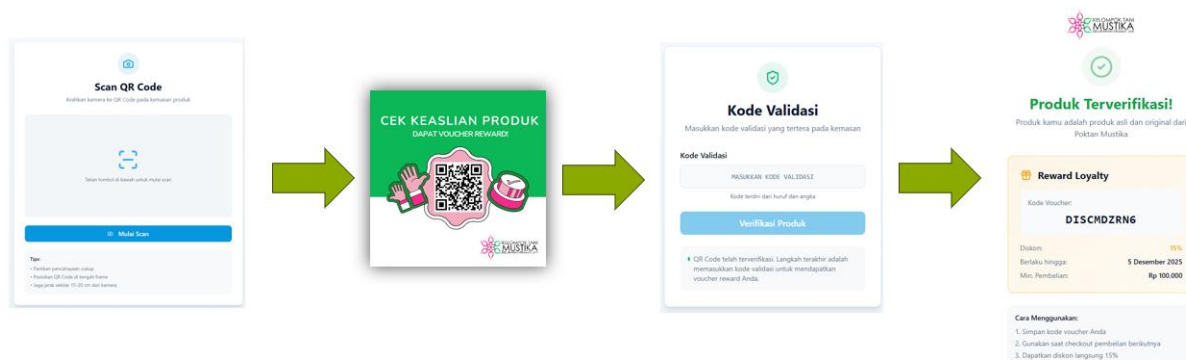 Scan QR Code
Arahkan kamera ke QR Code pada kemasan produk
Tekan tombol di bawah untuk mulai scan
Mulai Scan
Tips:
• Pastikan pencahayaan cukup
• Posisikan QR Code di tengah frame
• Jaga jarak sekitar 15-20 cm dari kamera
CEK KEASLIAN PRODUK
DAPAT VOUCHER REWARD!
KELOMPOK TANI
MUSTIKA
Kode Validasi
Masukkan kode validasi yang tertera pada kemasan
Kode Validasi
MASUKKAN KODE VALIDASI
Kode terdiri dari huruf dan angka
Verifikasi Produk
QR Code telah terverifikasi. Langkah terakhir adalah
memasukkan kode validasi untuk mendapatkan
voucher reward Anda.
KELOMPOK TANI
MUSTIKA
Produk Terverifikasi!
Produk kamu adalah produk asli dan original dari
Poktan Mustika
Reward Loyalty
Kode Voucher:
DISCMDZRN6
Diskon: 15%
Berlaku hingga: 5 Desember 2025
Min. Pembelian: Rp 100.000
Cara Menggunakan:
1. Simpan kode voucher Anda
2. Gunakan saat checkout pembelian berikutnya
3. Dapatkan diskon langsung 15%